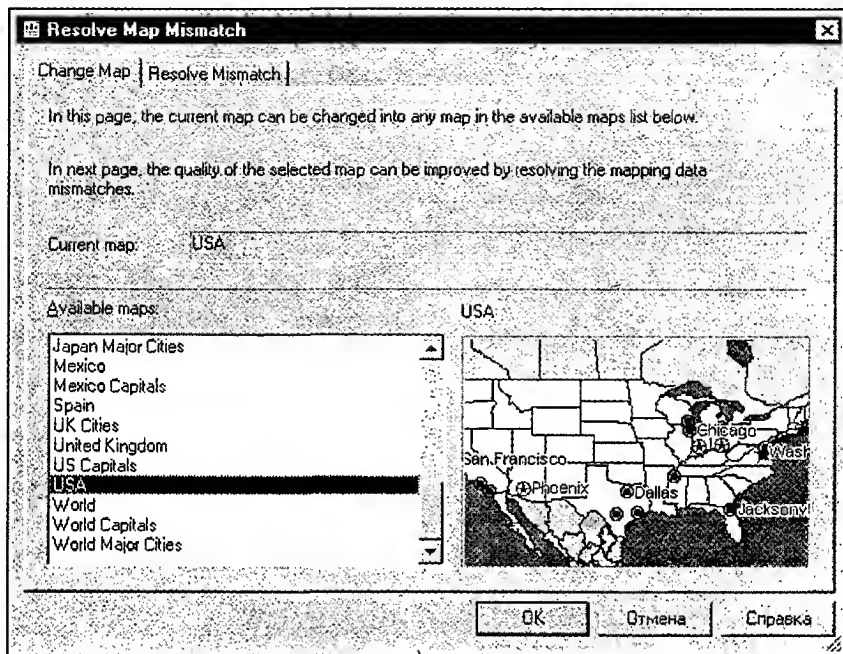 Resolve Map Mismatch
Change Map
Resolve Mismatch
In this page, the current map can be changed into any map in the available maps list below.
In next page, the quality of the selected map can be improved by resolving the mapping data
mismatches.
Current map:
USA
Available maps:
Japan Major Cities
Mexico
Mexico Capitals
Spain
UK Cities
United Kingdom
US Capitals
USA
World
World Capitals
World Major Cities
USA
Chicago
Wash
San Francisco
Phoenix
Dallas
Jacksonv
OK
Отмена
Справка